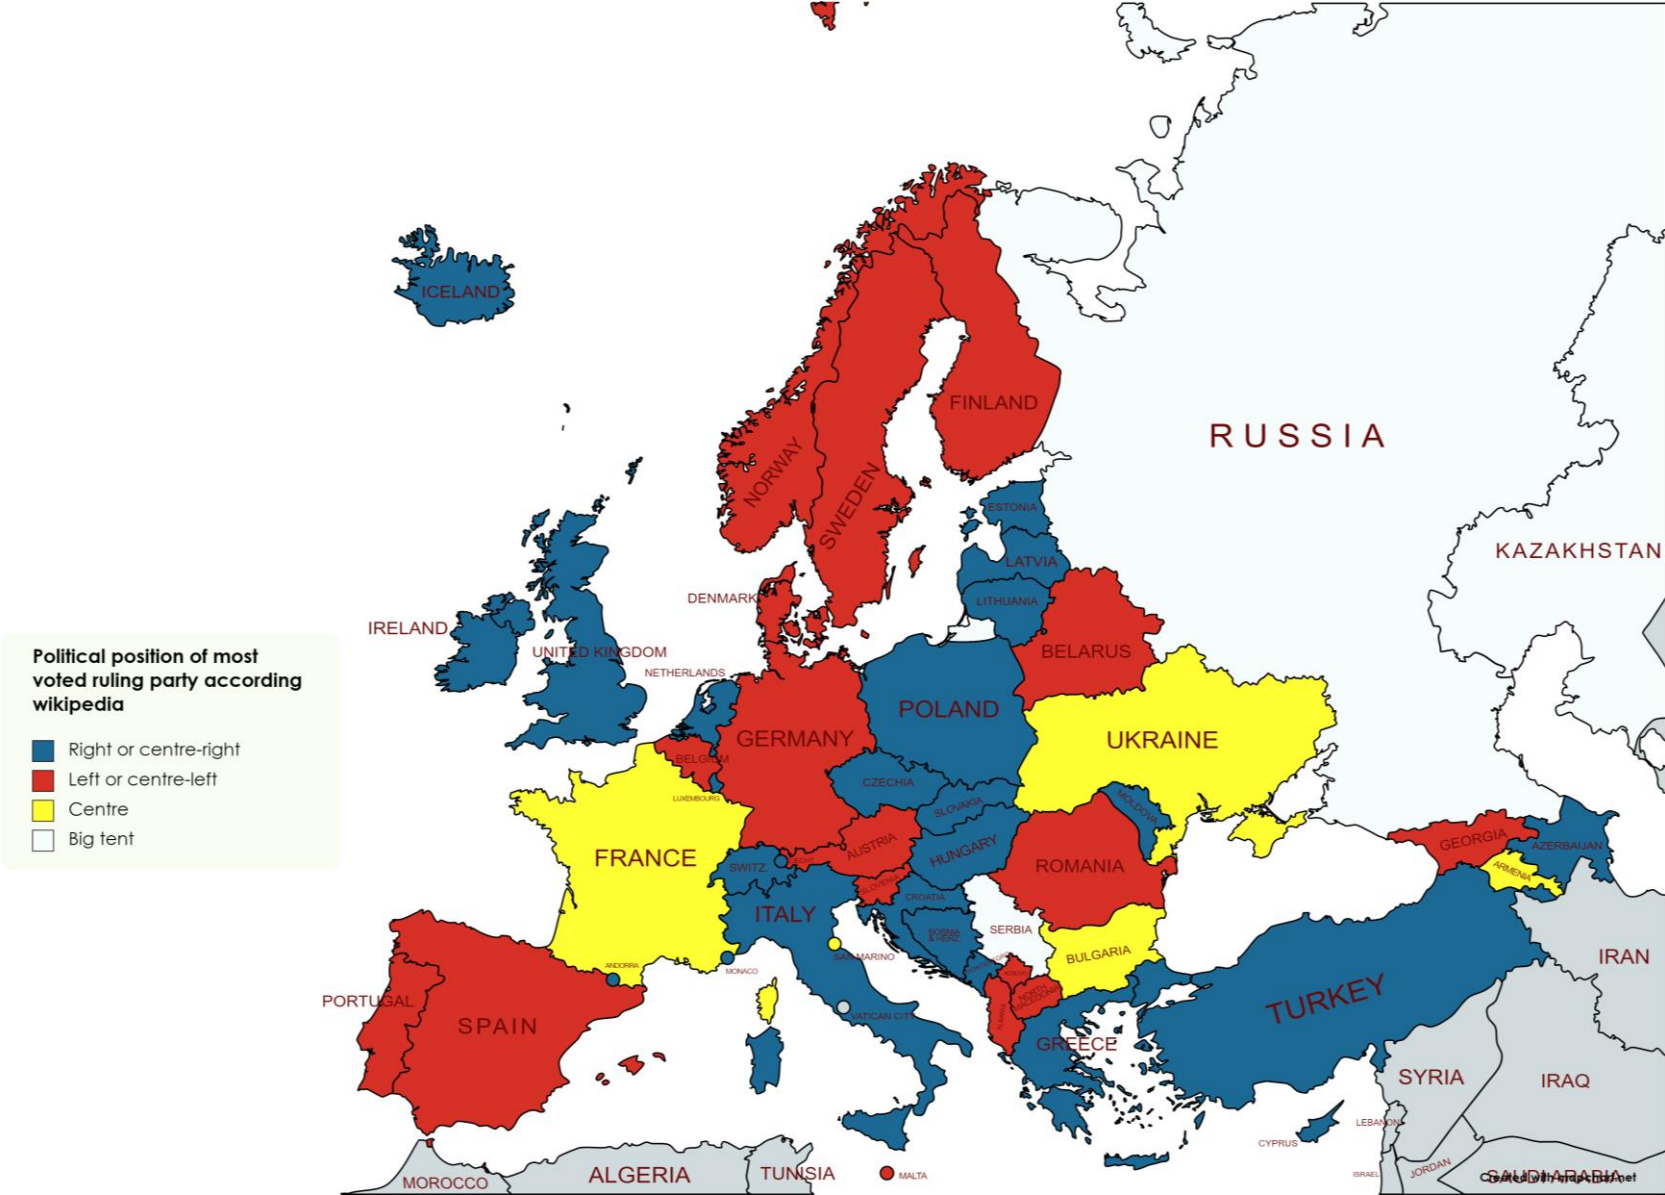 ICELAND
NORWAY
SWEDEN
FINLAND
RUSSIA
ESTONIA
LATVIA
LITHUANIA
KAZAKHSTAN
DENMARK
IRELAND
UNITED KINGDOM
NETHERLANDS
BELARUS
POLAND
GERMANY
BELGIUM
LUXEMBOURG
UKRAINE
CZECHIA
SLOVAKIA
MOLDOVA
Political position of most
voted ruling party according
wikipedia
Right or centre-right
Left or centre-left
Centre
Big tent
FRANCE
SWITZ.
LIECHT.
AUSTRIA
HUNGARY
ROMANIA
GEORGIA
AZERBAIJAN
ARMENIA
SLOVENIA
CROATIA
ITALY
BOSNIA
& HERZ.
SERBIA
BULGARIA
SAN MARINO
MONACO
ANDORRA
PORTUGAL
SPAIN
VATICAN CITY
NORTH
MACEDONIA
ALBANIA
GREECE
TURKEY
IRAN
SYRIA
IRAQ
CYPRUS
LEBANON
ISRAEL
JORDAN
SAUDI ARABIA
MOROCCO
ALGERIA
TUNISIA
MALTA
Created with mapchart.net